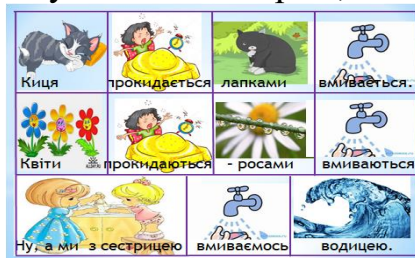 Киця прокидається лапками вмивається.
Квіти прокидаються - росами вмиваються
Ну, а ми з сестрицею вмиваємось водицею.